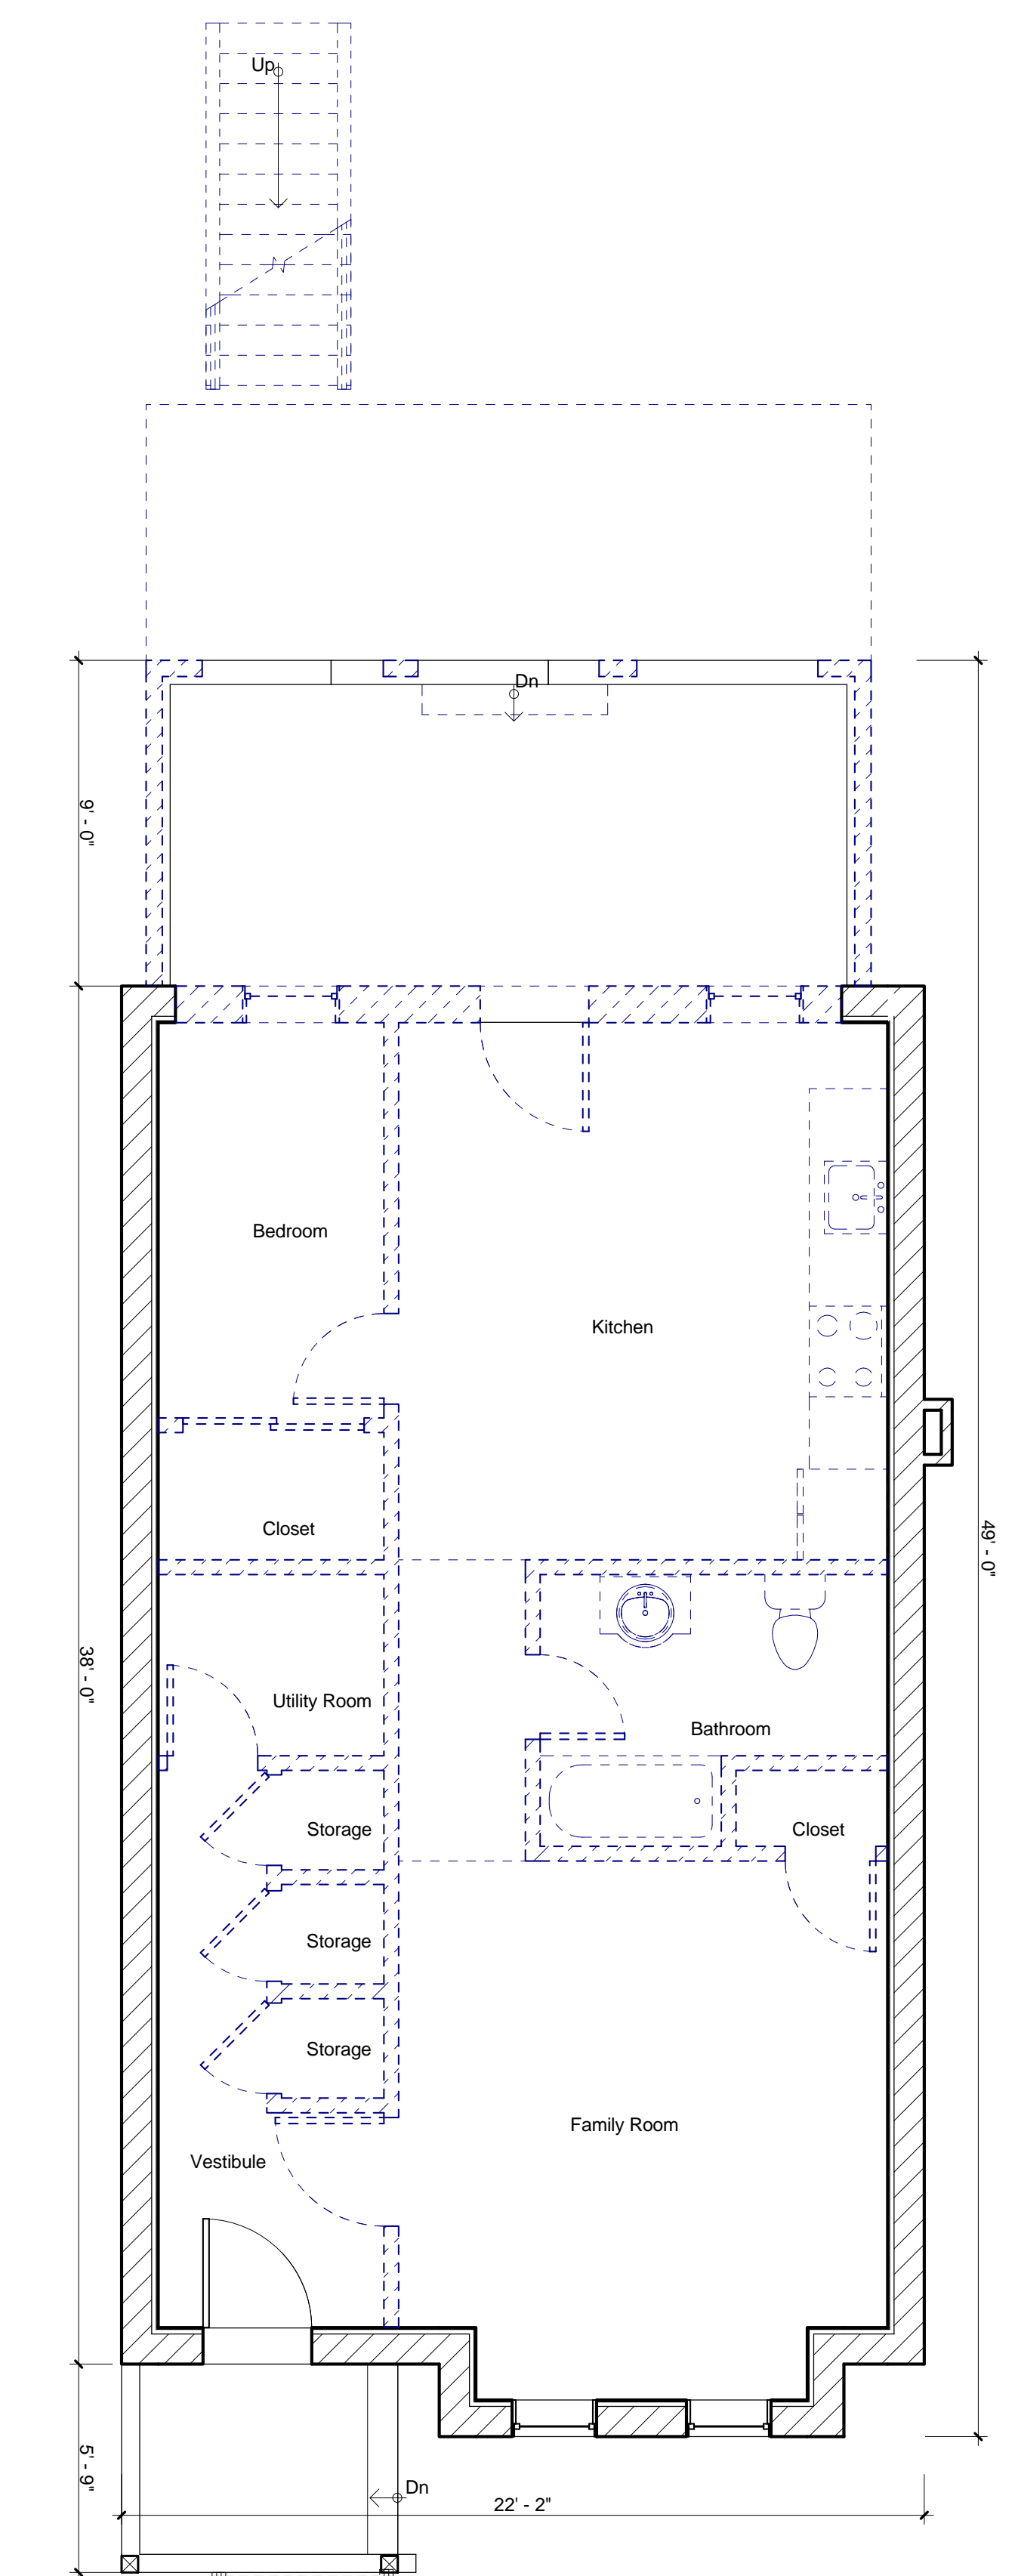 Up
Dn
9' - 0"
Bedroom
Kitchen
Closet
49' - 0"
38' - 0"
Utility Room
Bathroom
Storage
Closet
Storage
Storage
Family Room
Vestibule
5' - 9"
Dn
22' - 2"